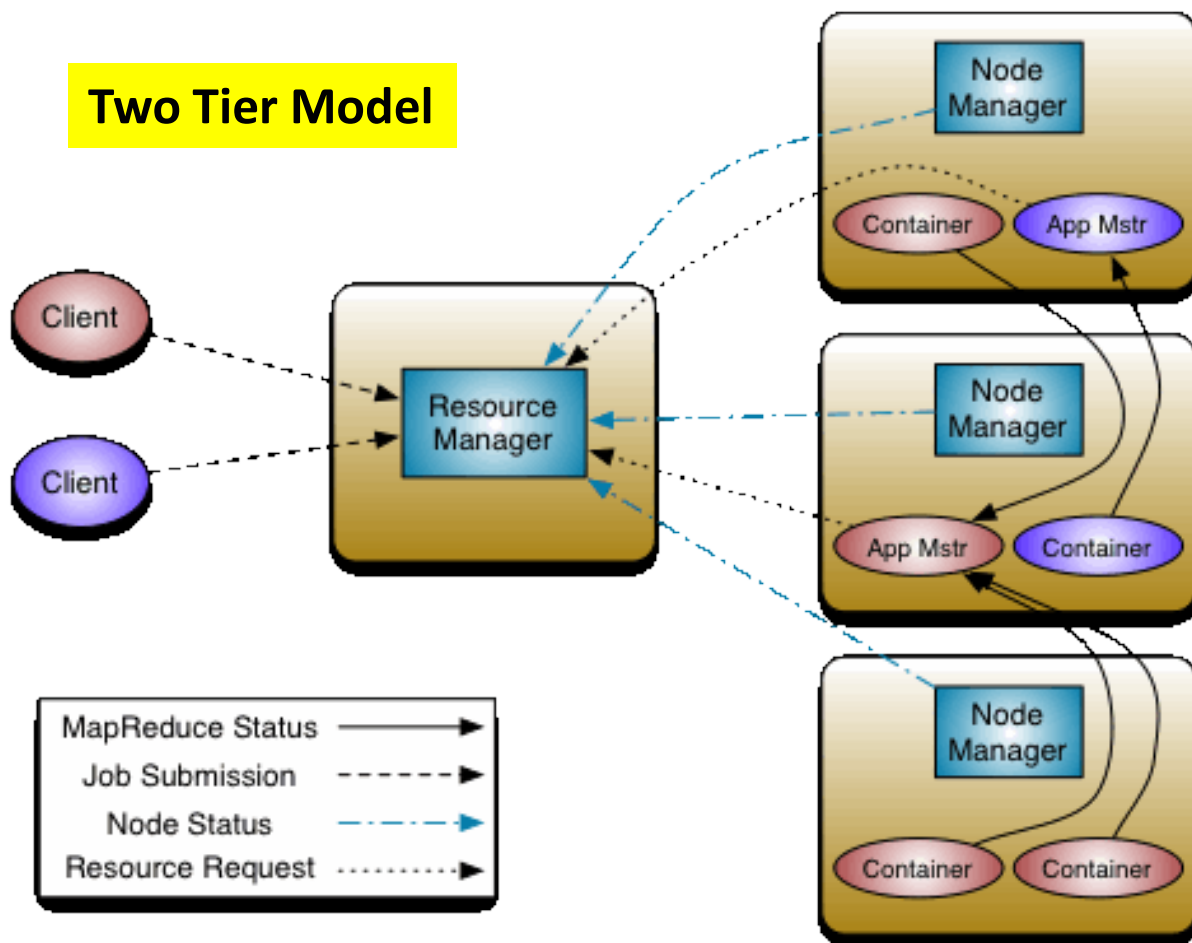 Two Tier Model
Node
Manager
Container
App Mstr
Client
Client
Resource
Manager
Node
Manager
App Mstr
Container
Node
Manager
Container
Container
MapReduce Status
Job Submission
Node Status
Resource Request